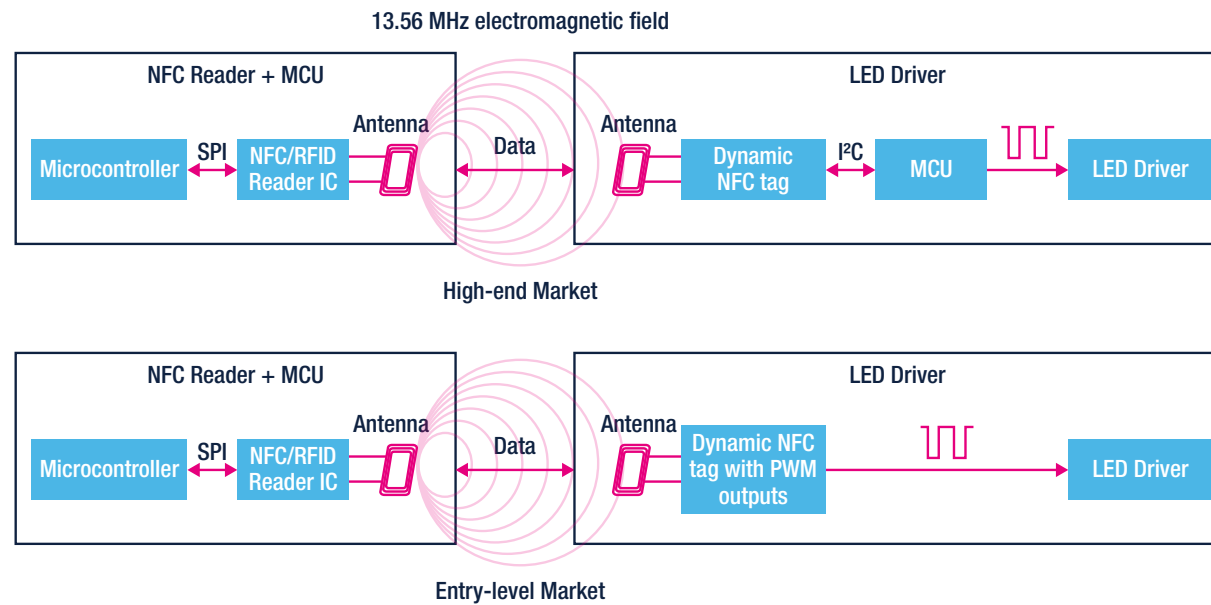 13.56 MHz electromagnetic field
NFC Reader + MCU
LED Driver
Antenna
Antenna
Microcontroller
SPI
NFC/RFID
Reader IC
Data
Dynamic
NFC tag
I²C
MCU
LED Driver
High-end Market
NFC Reader + MCU
LED Driver
Antenna
Antenna
Microcontroller
SPI
NFC/RFID
Reader IC
Data
Dynamic NFC
tag with PWM
outputs
LED Driver
Entry-level Market